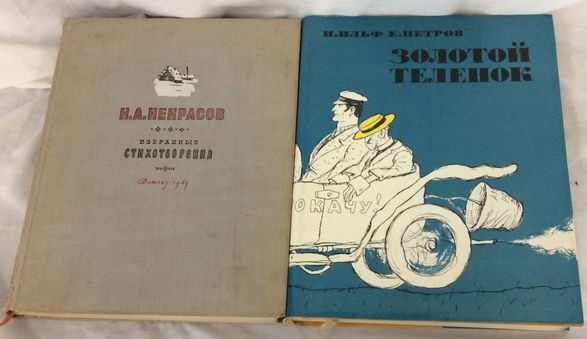 Н.А.НЕКРАСОВ
ИЗБРАННЫЕ
СТИХОТВОРЕНИЯ
И.ИЛЬФ Е.ПЕТРОВ
ЗОЛОТОЙ
ТЕЛЕНОК
ОКАЧУ!